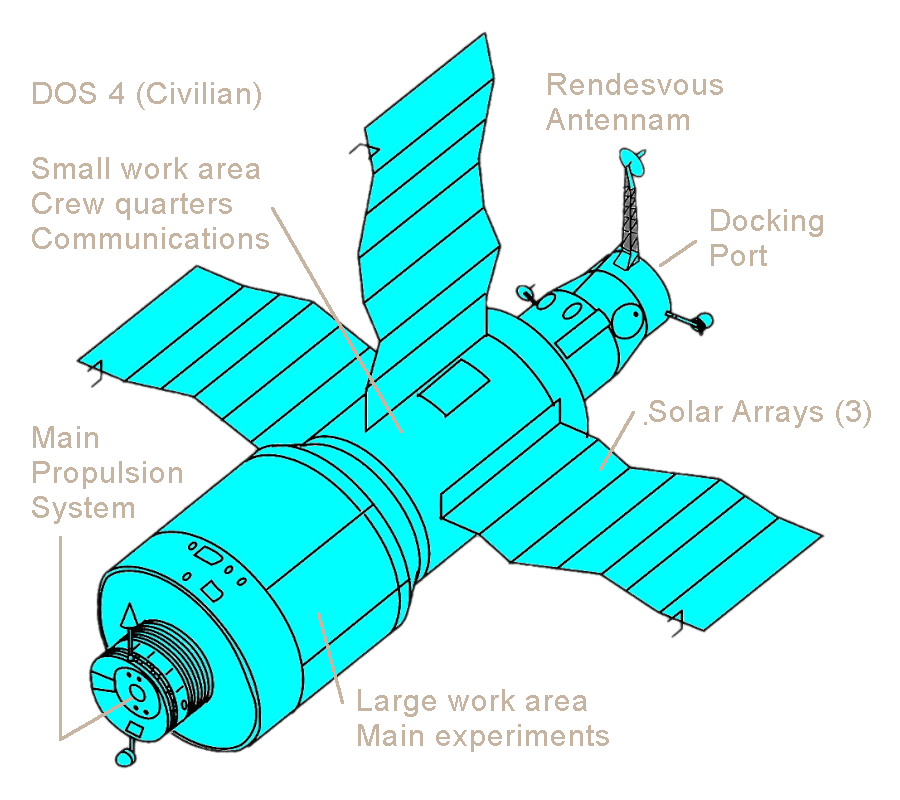 DOS 4 (Civilian)
Rendesvous
Antennam
Small work area
Crew quarters
Communications
Docking
Port
.Solar Arrays (3)
Main
Propulsion
System
Large work area
Main experiments